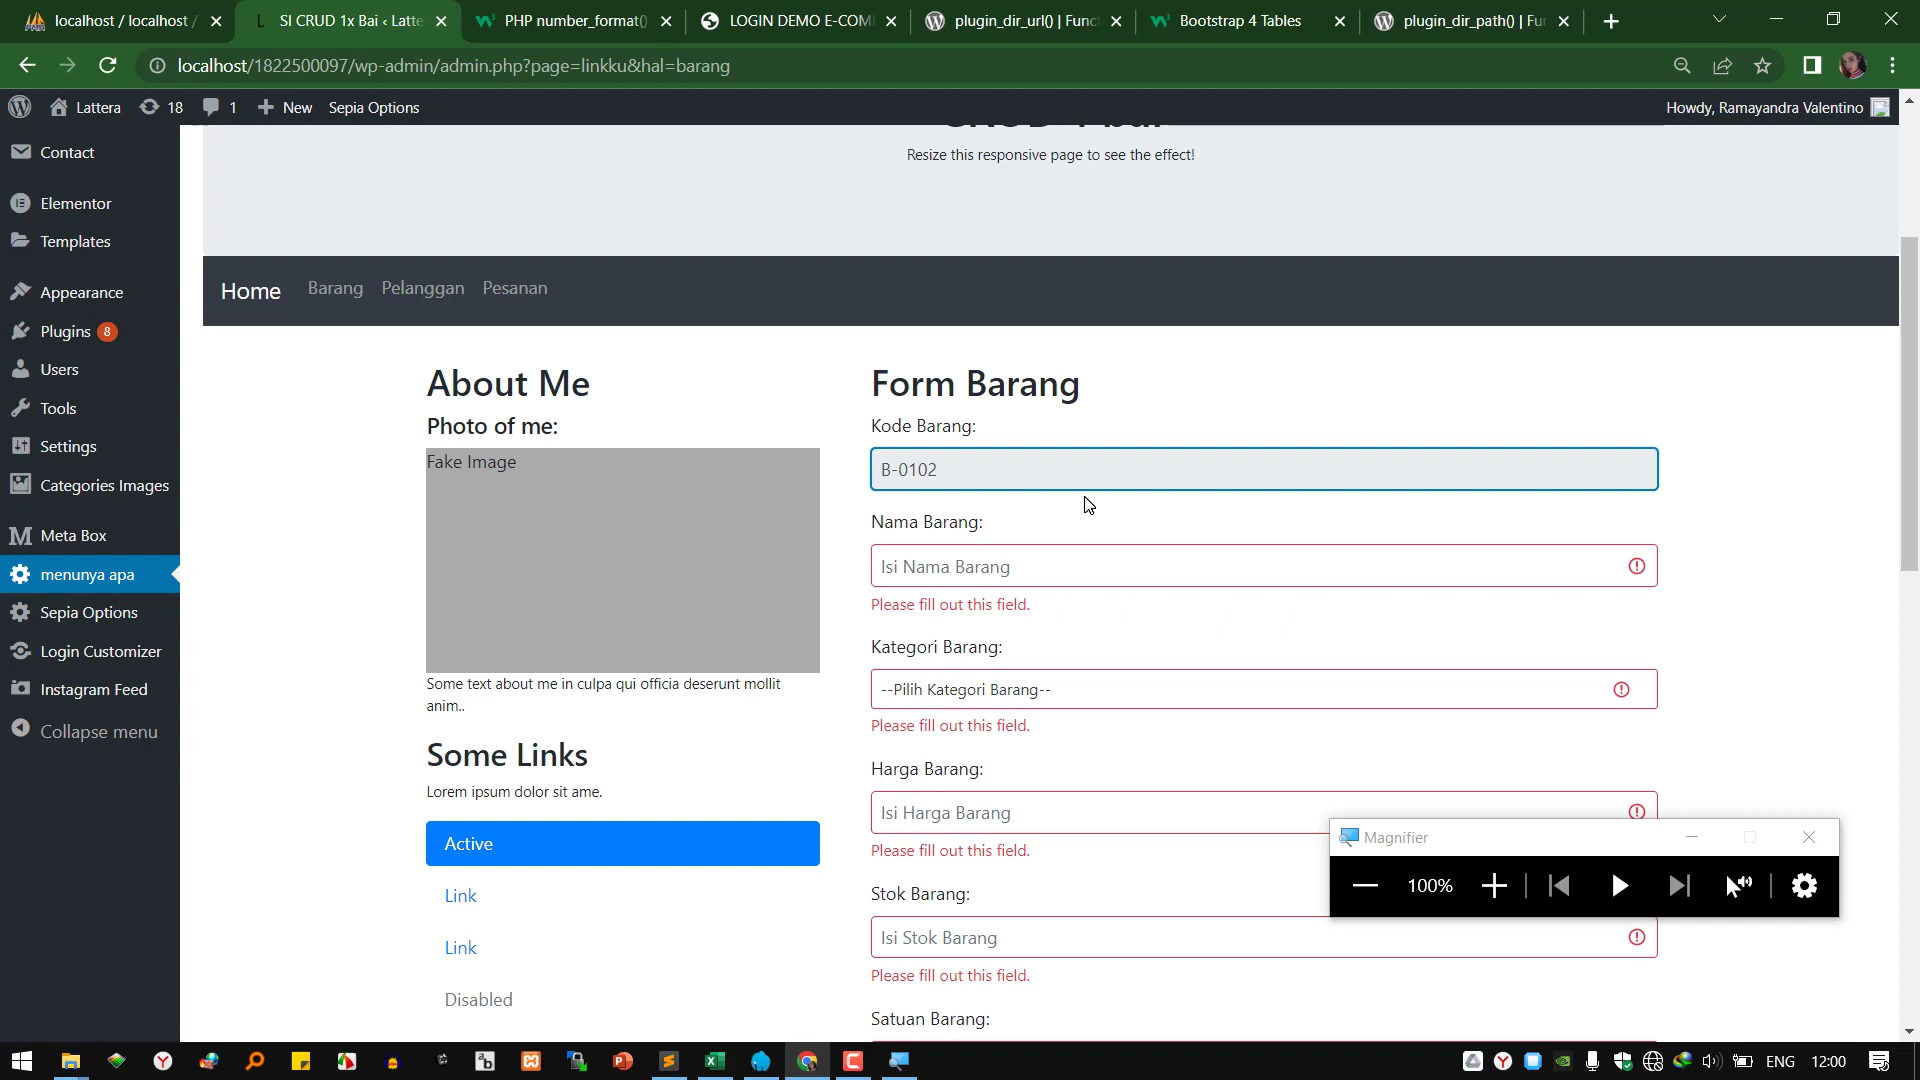 localhost / localhost /
SI CRUD 1x Bai ‹ Latte
PHP number_format()
LOGIN DEMO E-COM
plugin_dir_url() | Func
Bootstrap 4 Tables
plugin_dir_path() | Fu
localhost/1822500097/wp-admin/admin.php?page=linkku&hal=barang
Lattera
18
1
New
Sepia Options
Howdy, Ramayandra Valentino
Contact
Elementor
Templates
Appearance
Plugins 8
Users
Tools
Settings
Categories Images
Meta Box
menunya apa
Sepia Options
Login Customizer
Instagram Feed
Collapse menu
Resize this responsive page to see the effect!
Home
Barang
Pelanggan
Pesanan
About Me
Photo of me:
Fake Image
Some text about me in culpa qui officia deserunt mollit
anim..
Some Links
Lorem ipsum dolor sit ame.
Active
Link
Link
Disabled
Form Barang
Kode Barang:
B-0102
Nama Barang:
Isi Nama Barang
Please fill out this field.
Kategori Barang:
--Pilih Kategori Barang--
Please fill out this field.
Harga Barang:
Isi Harga Barang
Please fill out this field.
Stok Barang:
Isi Stok Barang
Please fill out this field.
Satuan Barang:
Magnifier
100%
ENG
12:00